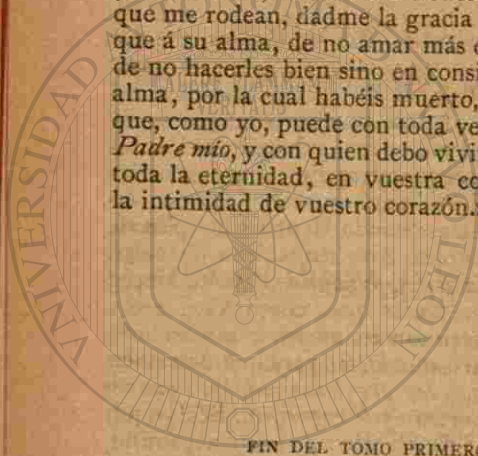 que me rodean, dadme la gracia
que á su alma, de no amar más
de no hacerles bien sino en consi
alma, por la cual habéis muerto,
que, como yo, puede con toda ve
Padre mío, y con quien debo vivi
toda la eternidad, en vuestra co
la intimidad de vuestro corazón.
FIN DEL TOMO PRIMERO
UNIVERSIDAD
LEÓN